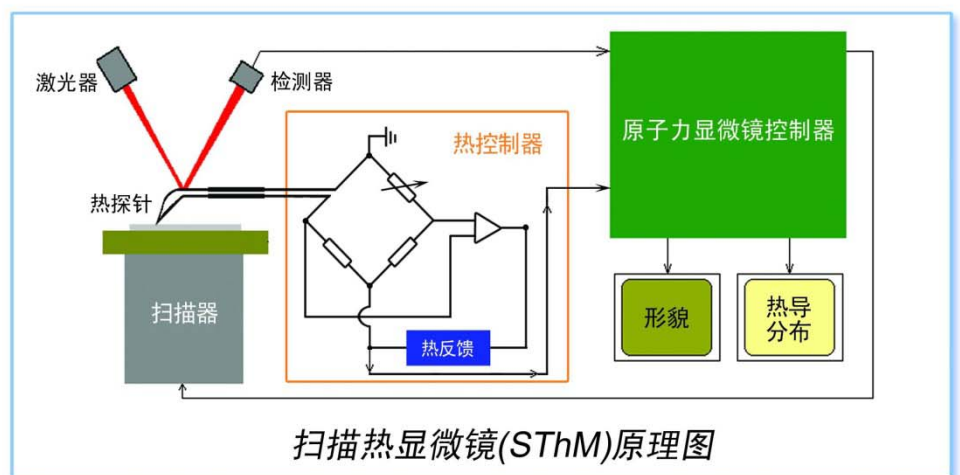 激光器
检测器
热控制器
原子力显微镜控制器
热探针
扫描器
热反馈
形貌
热导
分布
扫描热显微镜(SThM)原理图